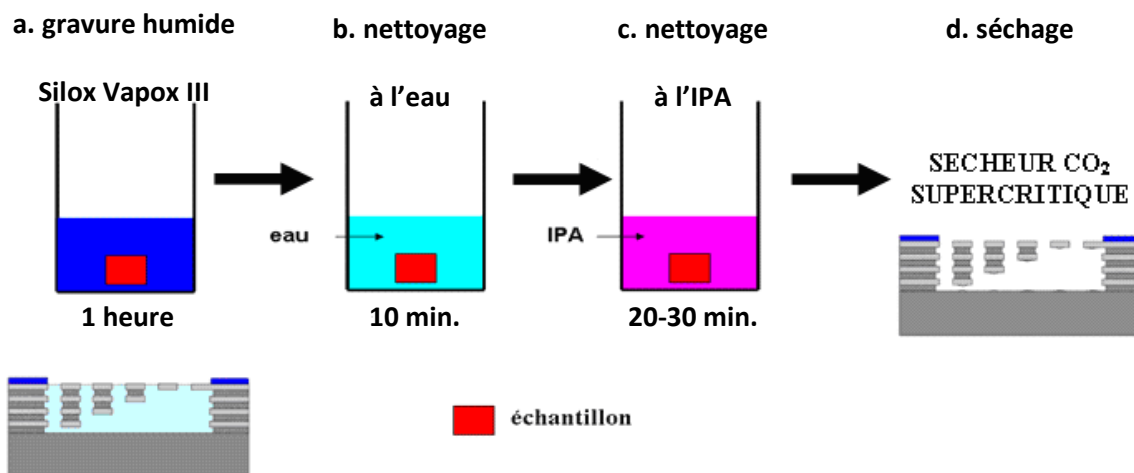 a. gravure humide
Silox Vapox III
1 heure
b. nettoyage
à l’eau
eau
10 min.
c. nettoyage
à l’IPA
IPA
20-30 min.
d. séchage
SECHEUR CO₂
SUPERCRITIQUE
échantillon